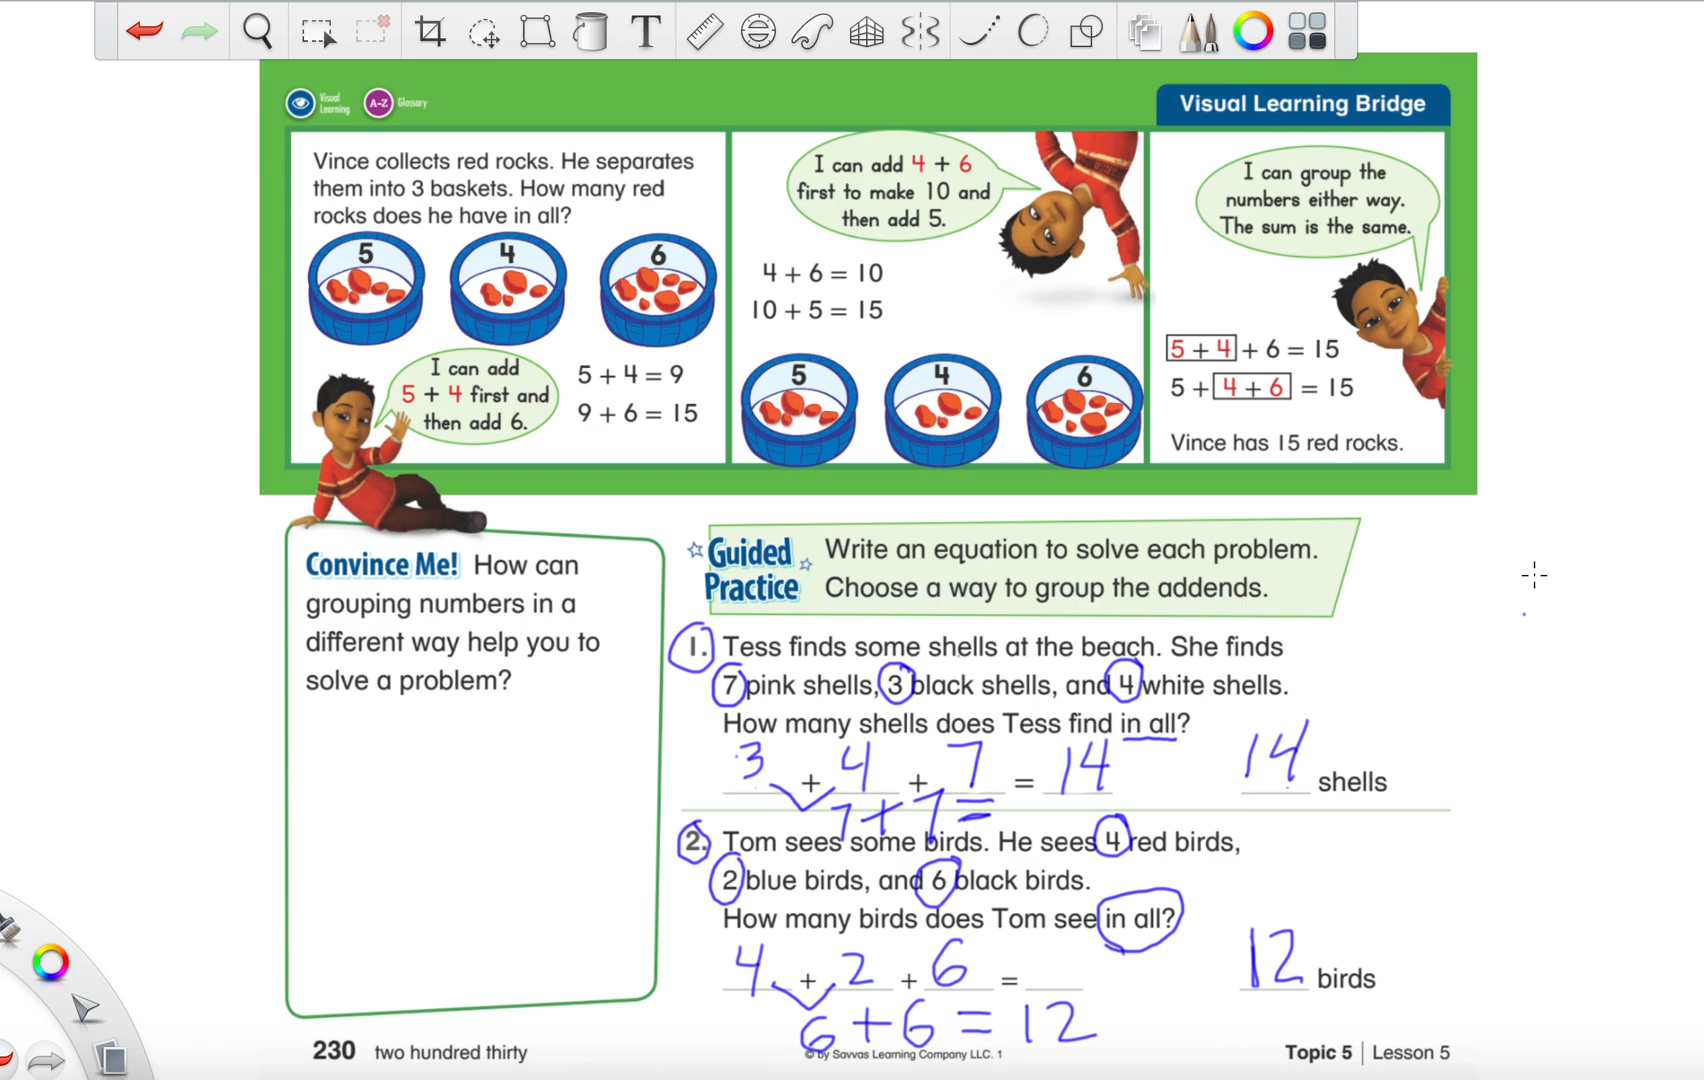 Visual Learning
A-Z Glossary
Visual Learning Bridge
Vince collects red rocks. He separates
them into 3 baskets. How many red
rocks does he have in all?
5 4 6
I can add
5 + 4 first and
then add 6.
5 + 4 = 9
9 + 6 = 15
I can add 4 + 6
first to make 10 and
then add 5.
4 + 6 = 10
10 + 5 = 15
5 4 6
I can group the
numbers either way.
The sum is the same.
5 + 4 + 6 = 15
5 + 4 + 6 = 15
Vince has 15 red rocks.
Convince Me! How can
grouping numbers in a
different way help you to
solve a problem?
Guided Practice
Write an equation to solve each problem.
Choose a way to group the addends.
1. Tess finds some shells at the beach. She finds
7 pink shells, 3 black shells, and 4 white shells.
How many shells does Tess find in all?
3 + 4 + 7 = 14 14 shells
7 + 7 =
2. Tom sees some birds. He sees 4 red birds,
2 blue birds, and 6 black birds.
How many birds does Tom see in all?
4 + 2 + 6 = 12 birds
6 + 6 = 12
230 two hundred thirty
© by Savvas Learning Company LLC. 1
Topic 5 | Lesson 5